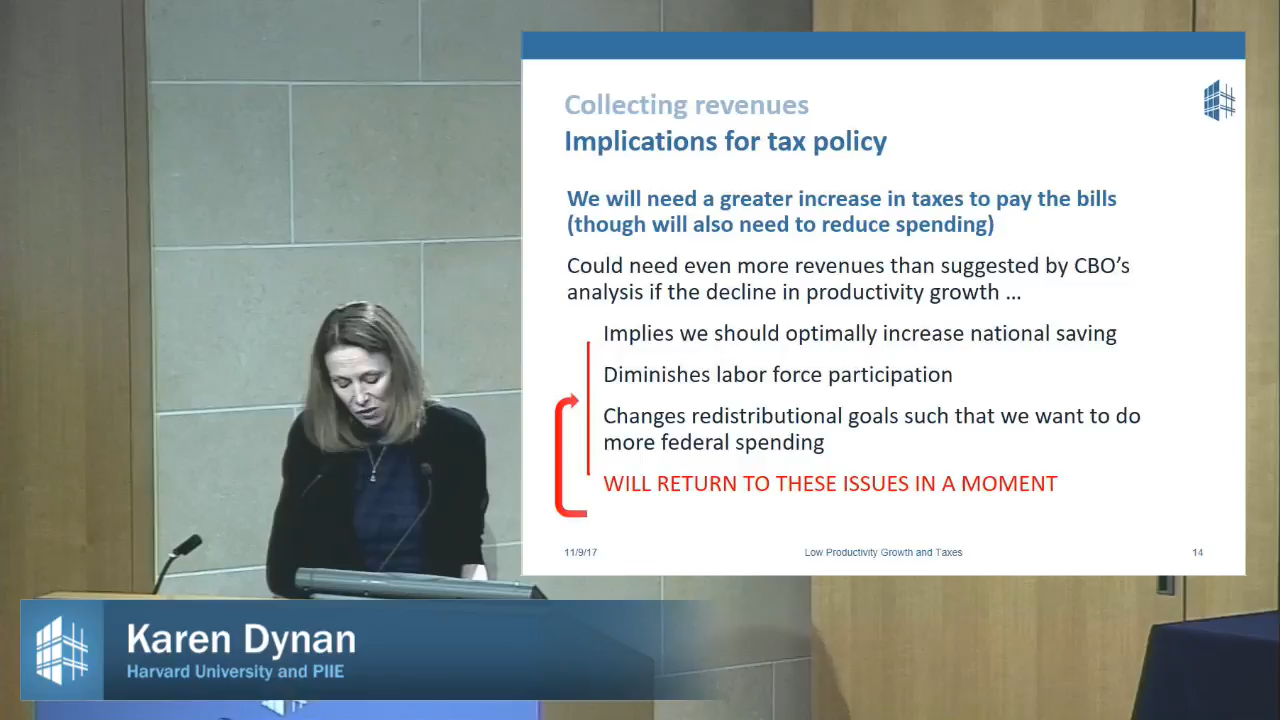 Collecting revenues
Implications for tax policy
We will need a greater increase in taxes to pay the bills
(though will also need to reduce spending)
Could need even more revenues than suggested by CBO's
analysis if the decline in productivity growth ...
Implies we should optimally increase national saving
Diminishes labor force participation
Changes redistributional goals such that we want to do
more federal spending
WILL RETURN TO THESE ISSUES IN A MOMENT
11/9/17
Low Productivity Growth and Taxes
14
Karen Dynan
Harvard University and PIIE